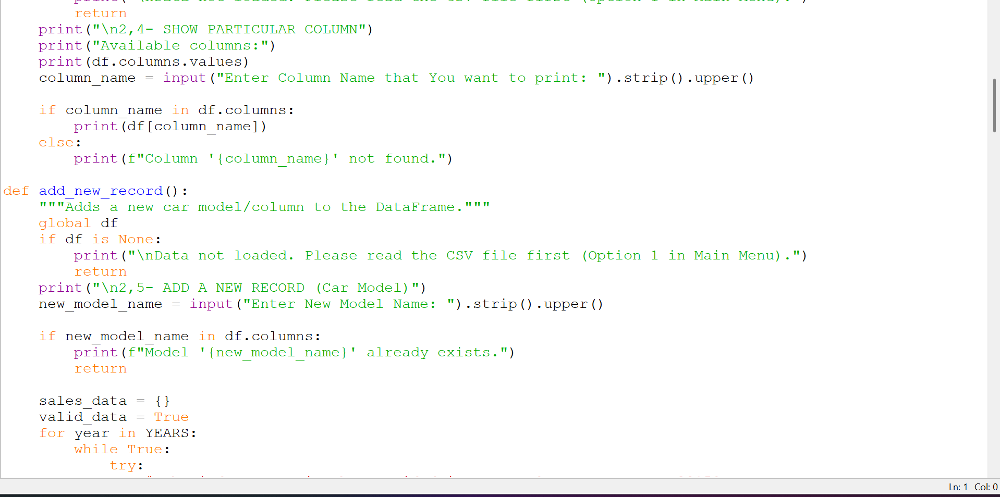 return
    print("\n2,4- SHOW PARTICULAR COLUMN")
    print("Available columns:")
    print(df.columns.values)
    column_name = input("Enter Column Name that You want to print: ").strip().upper()

    if column_name in df.columns:
        print(df[column_name])
    else:
        print(f"Column '{column_name}' not found.")

def add_new_record():
    """Adds a new car model/column to the DataFrame."""
    global df
    if df is None:
        print("\nData not loaded. Please read the CSV file first (Option 1 in Main Menu).")
        return
    print("\n2,5- ADD A NEW RECORD (Car Model)")
    new_model_name = input("Enter New Model Name: ").strip().upper()

    if new_model_name in df.columns:
        print(f"Model '{new_model_name}' already exists.")
        return

    sales_data = {}
    valid_data = True
    for year in YEARS:
        while True:
            try:
Ln: 1 Col: 0